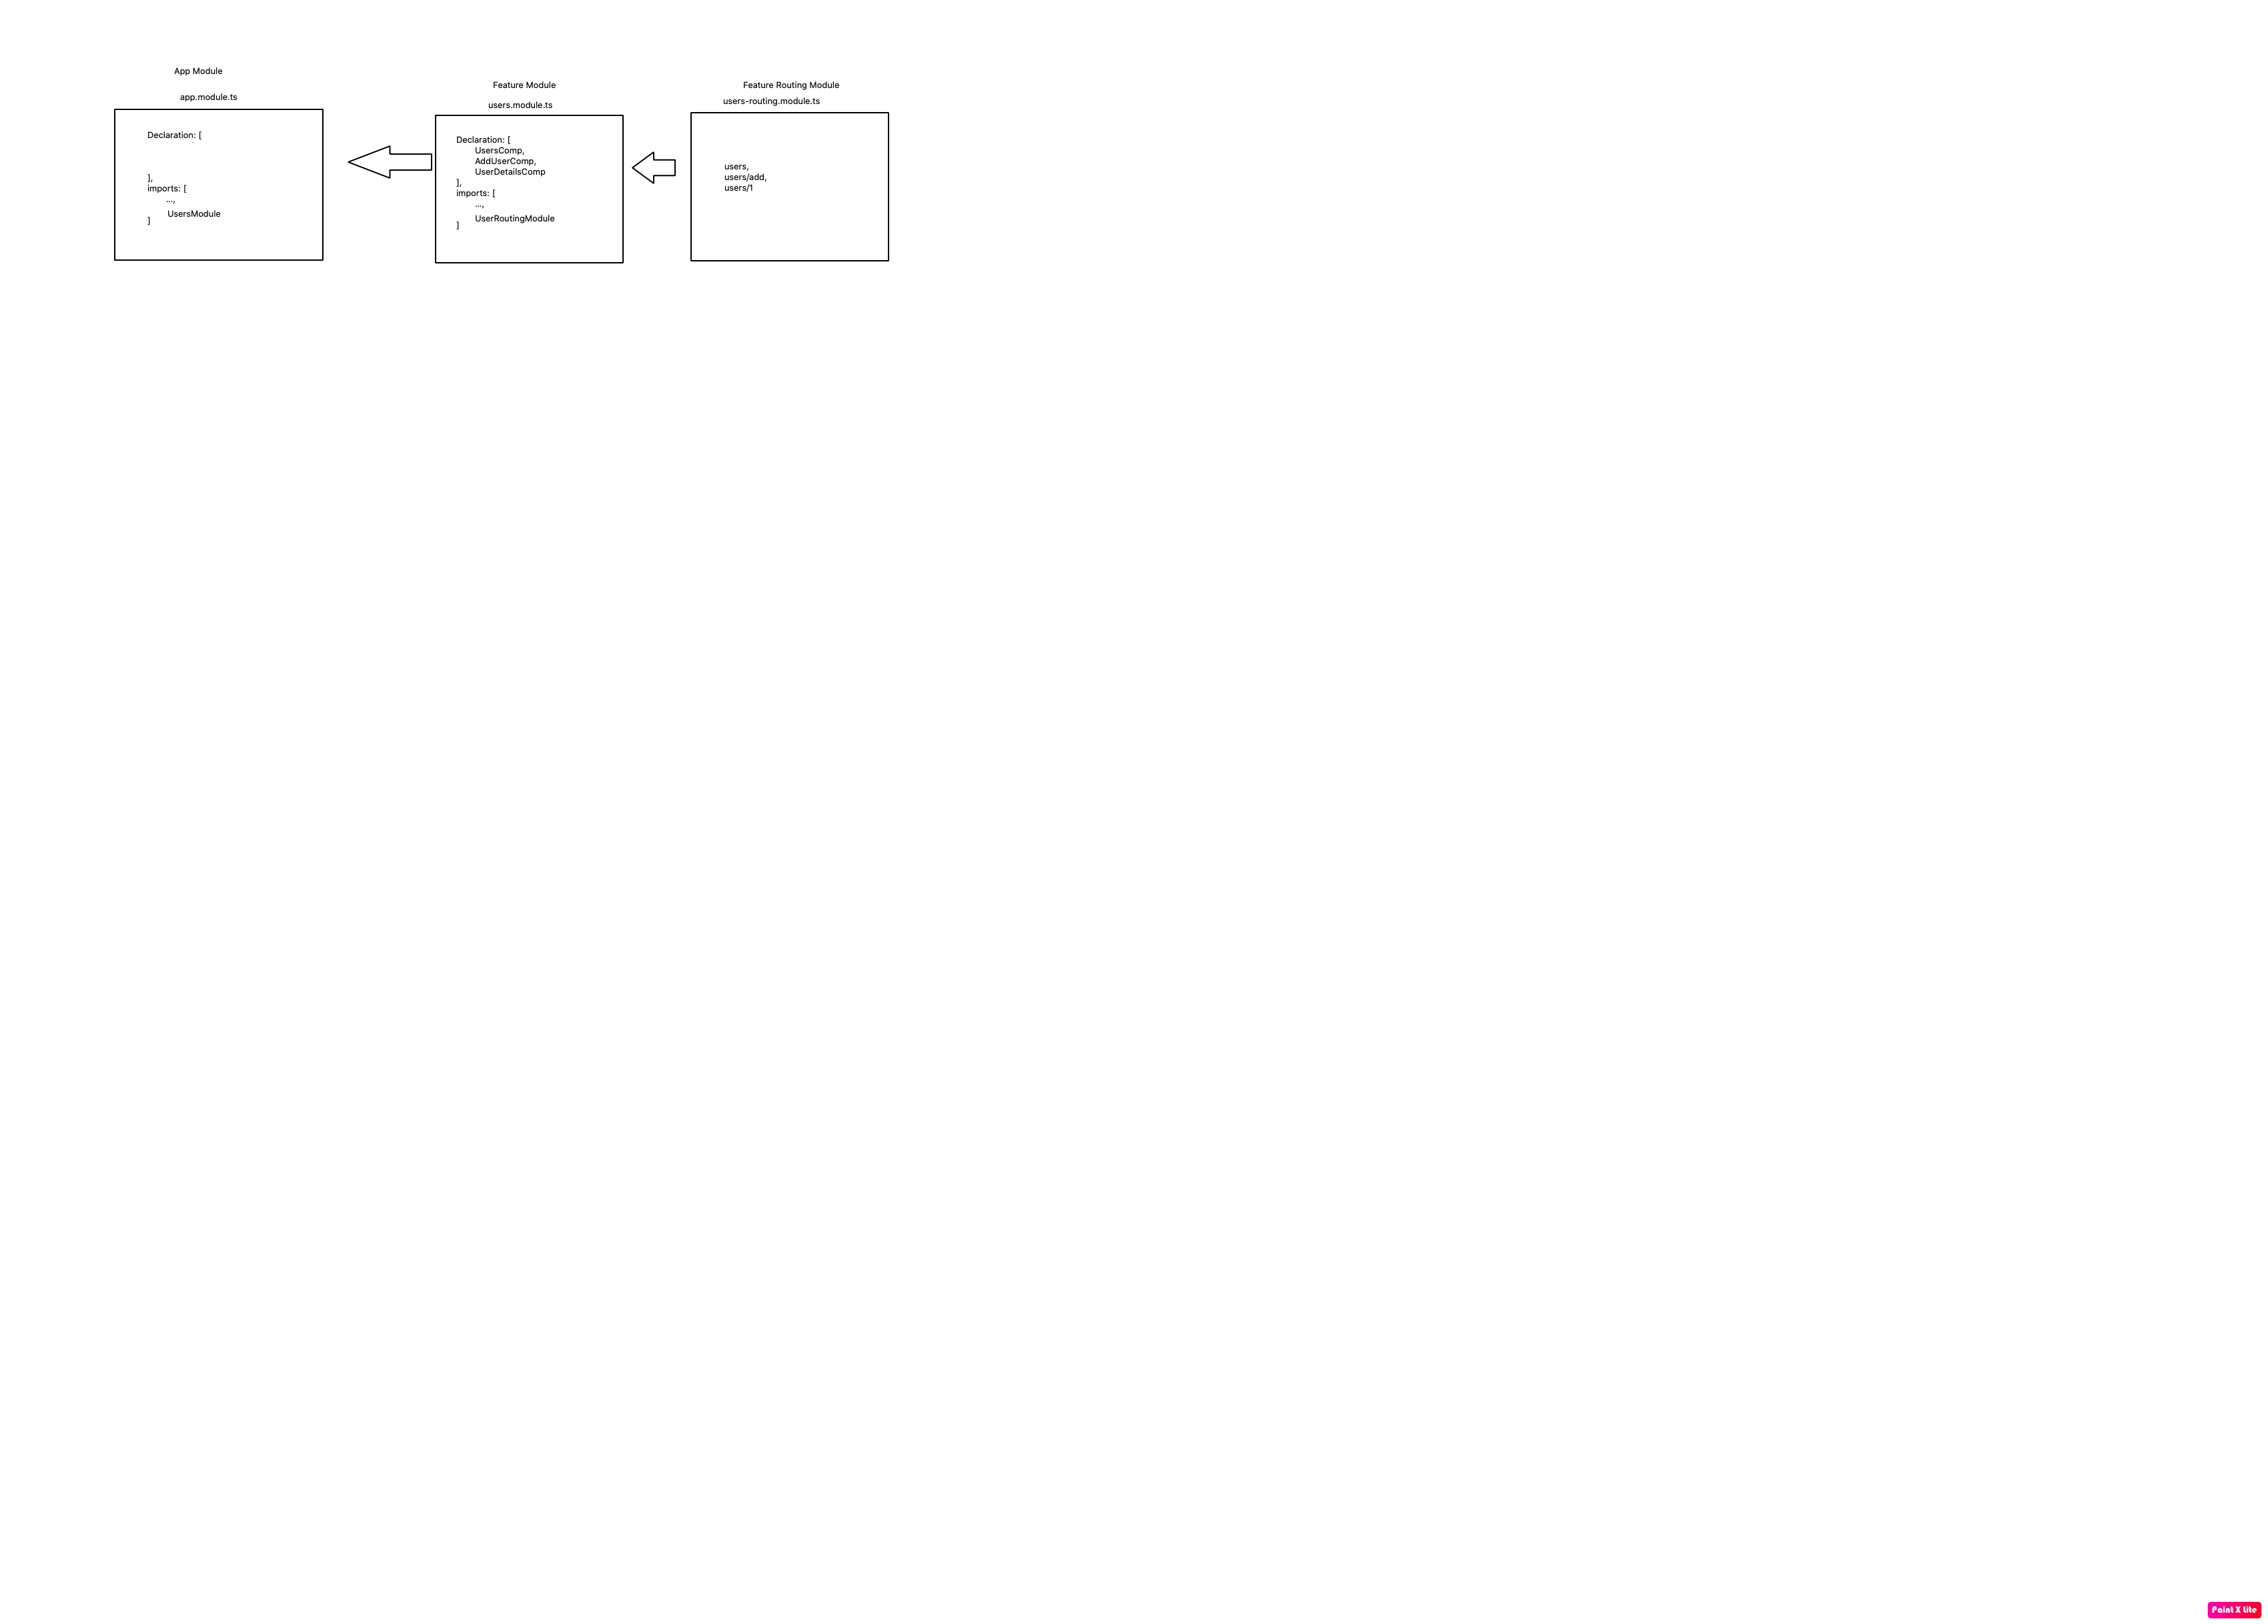 App Module
app.module.ts
Declaration: [
],
imports: [
...,
UsersModule
]
Feature Module
users.module.ts
Declaration: [
UsersComp,
AddUserComp,
UserDetailsComp
],
imports: [
...,
UserRoutingModule
]
Feature Routing Module
users-routing.module.ts
users,
users/add,
users/1
Paint X Lite